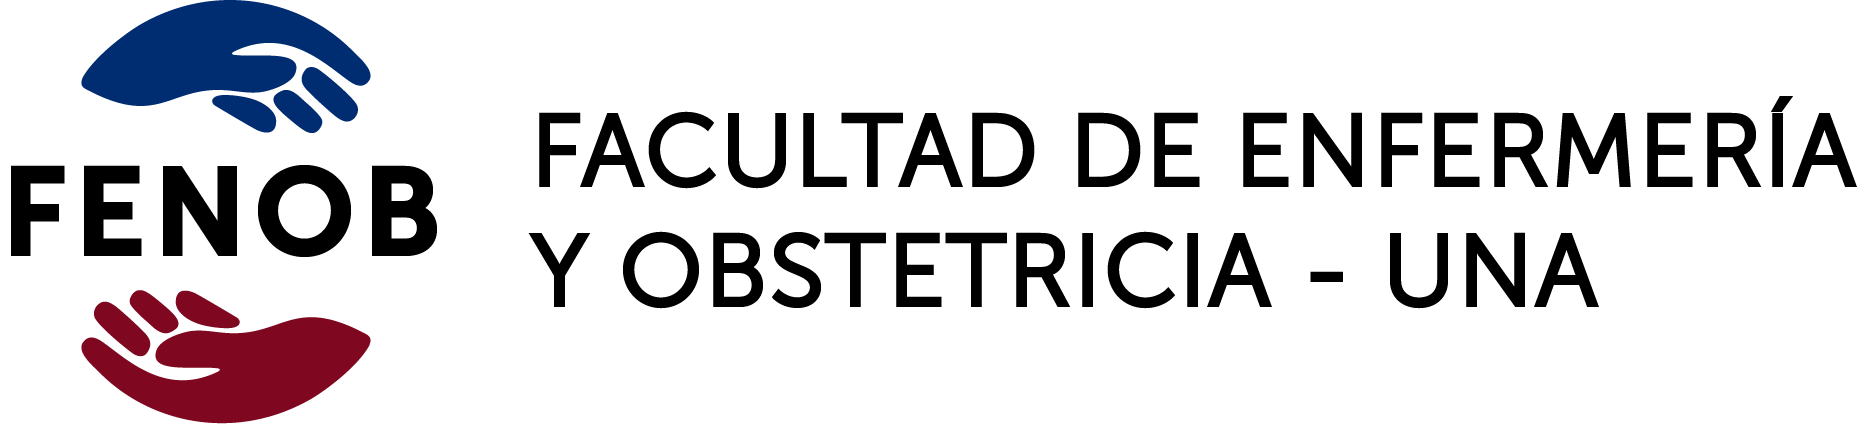 FENOB
FACULTAD DE ENFERMERÍA
Y OBSTETRICIA - UNA